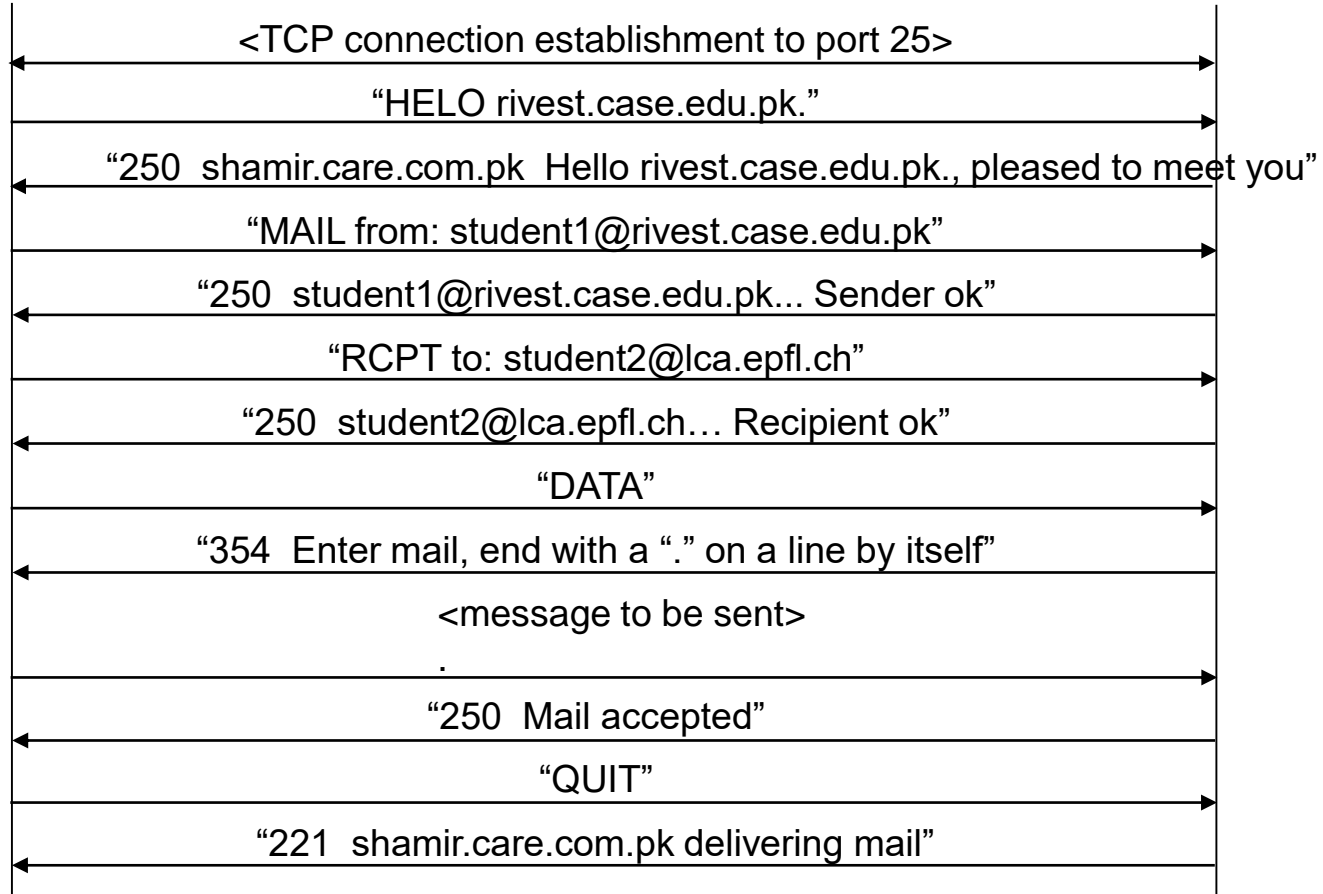 <TCP connection establishment to port 25>
“HELO rivest.case.edu.pk.”
“250  shamir.care.com.pk  Hello rivest.case.edu.pk., pleased to meet you”
“MAIL from: student1@rivest.case.edu.pk”
“250  student1@rivest.case.edu.pk... Sender ok”
“RCPT to: student2@lca.epfl.ch”
“250  student2@lca.epfl.ch… Recipient ok”
“DATA”
“354  Enter mail, end with a “.” on a line by itself”
<message to be sent>
.
“250  Mail accepted”
“QUIT”
“221  shamir.care.com.pk delivering mail”